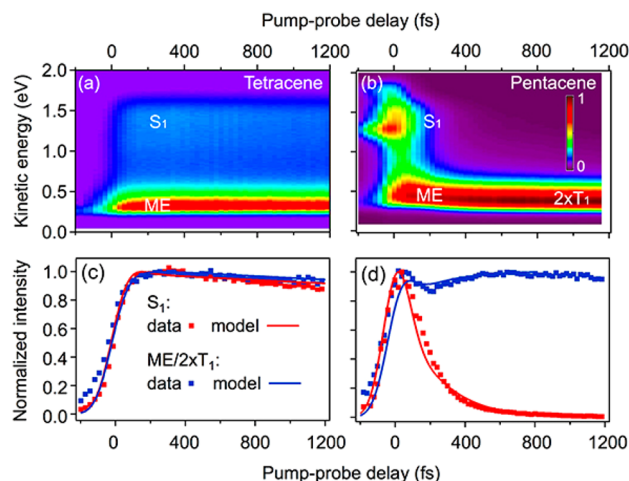 Pump-probe delay (fs)
0 400 800 1200 0 400 800 1200
2.0
1.5
1.0
0.5
0.0
Kinetic energy (eV)
(a) Tetracene
S₁
ME
(b) Pentacene
S₁
1
0
ME 2xT₁
1.0
0.8
0.6
0.4
0.2
0.0
Normalized intensity
(c)
S₁:
data model
ME/2xT₁:
data model
(d)
0 400 800 1200 0 400 800 1200
Pump-probe delay (fs)